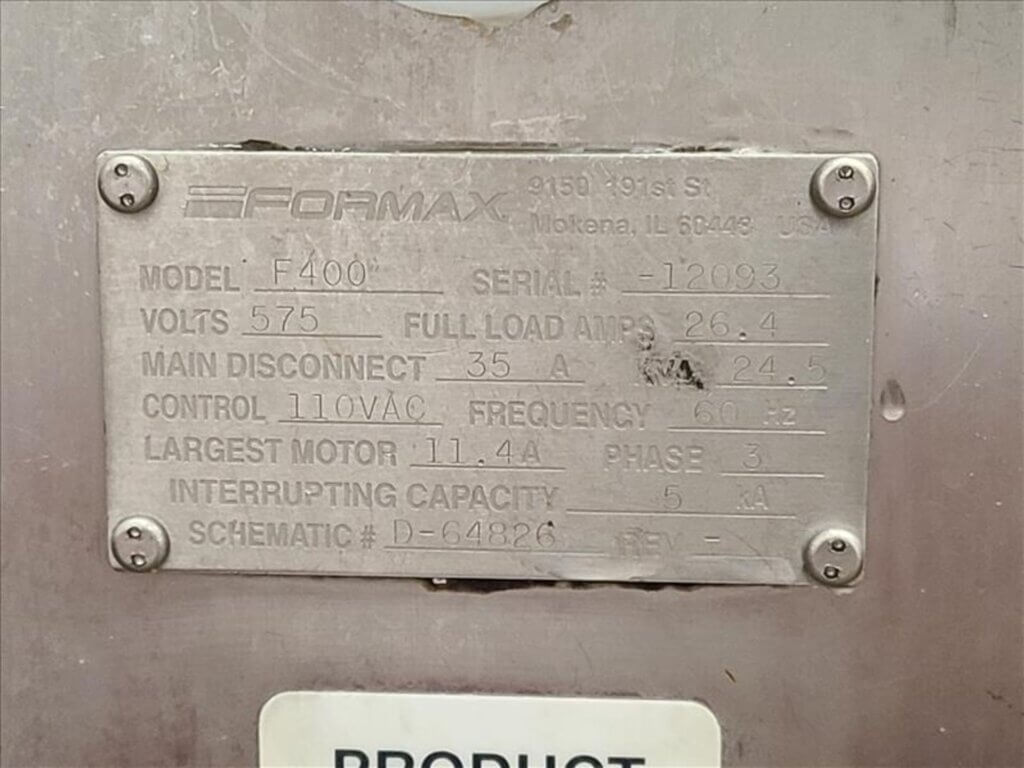 FORMAX 9150 191st St
Mokena, IL 60448 USA
MODEL F400" SERIAL # -12093
VOLTS 575 FULL LOAD AMPS 26.4
MAIN DISCONNECT 35 A KVA 24.5
CONTROL 110VAC FREQUENCY 60 HZ
LARGEST MOTOR 11.4A PHASE 3
INTERRUPTING CAPACITY 5 kA
SCHEMATIC # D-64826 REV -
PRODUCT